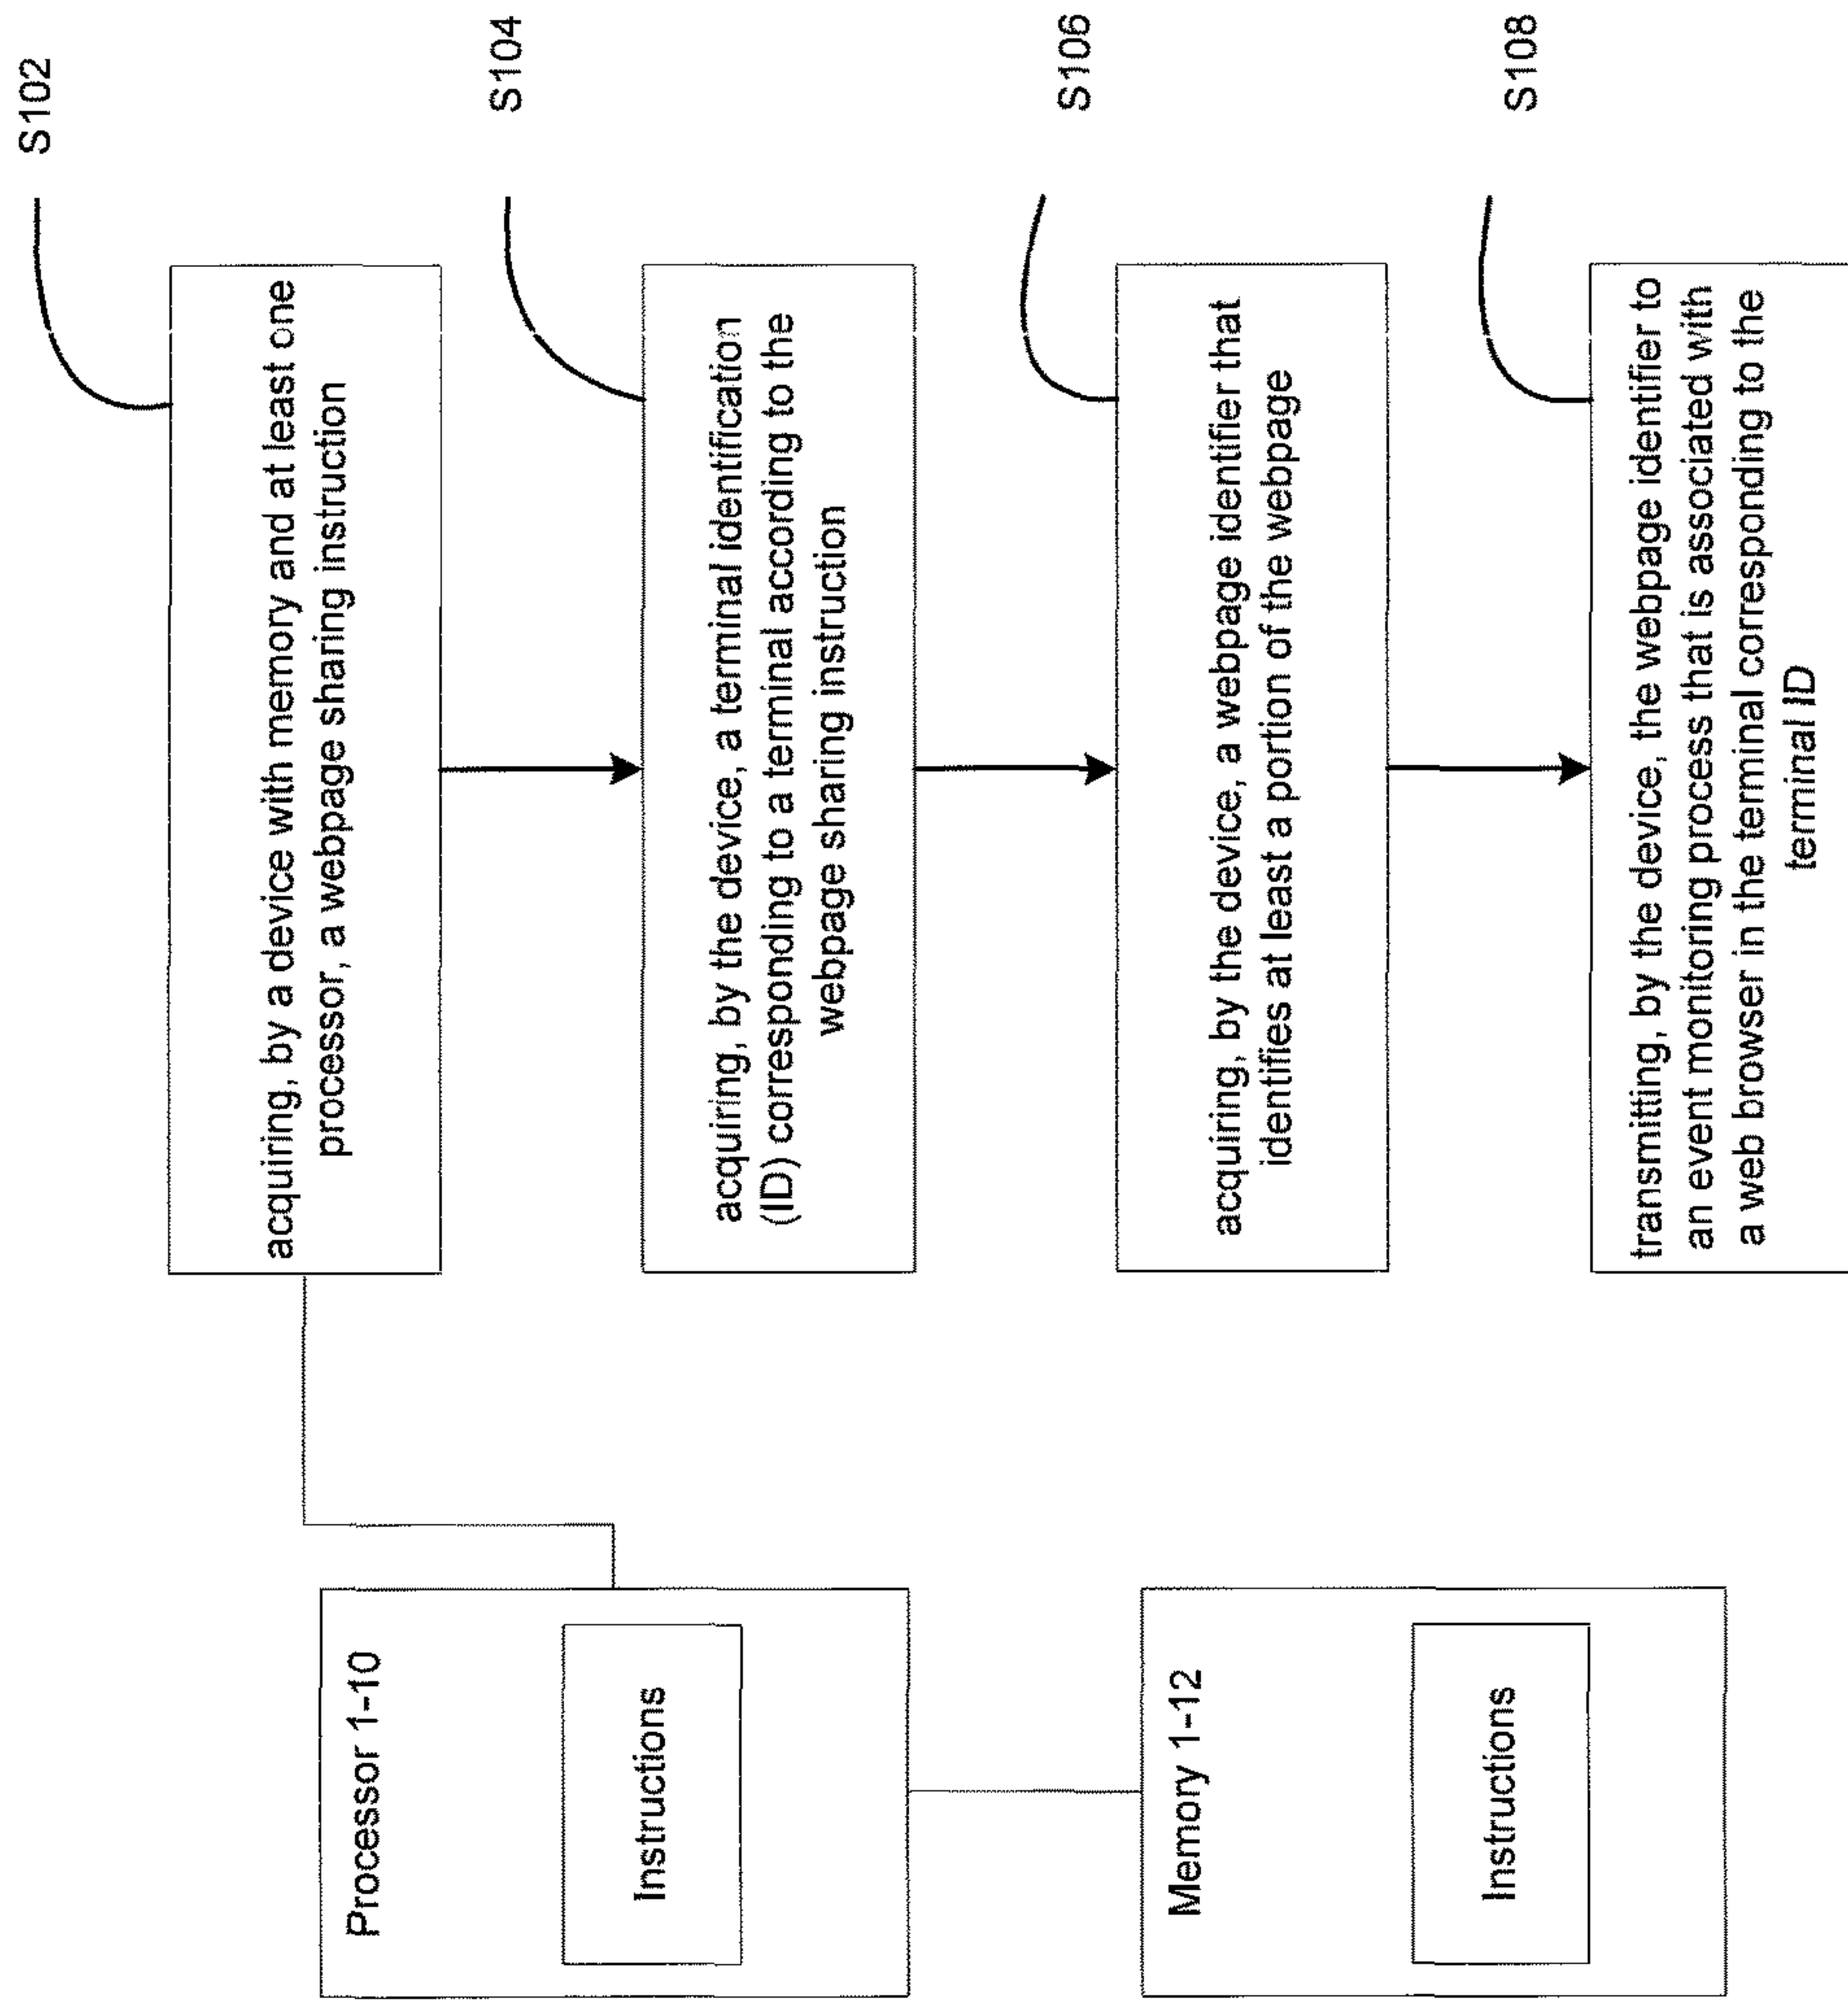 Processor 1-10
Instructions
Memory 1-12
Instructions
acquiring, by a device with memory and at least one
processor, a webpage sharing instruction
S102
acquiring, by the device, a terminal identification
(ID) corresponding to a terminal according to the
webpage sharing instruction
S104
acquiring, by the device, a webpage identifier that
identifies at least a portion of the webpage
S106
transmitting, by the device, the webpage identifier to
an event monitoring process that is associated with
a web browser in the terminal corresponding to the
terminal ID
S108